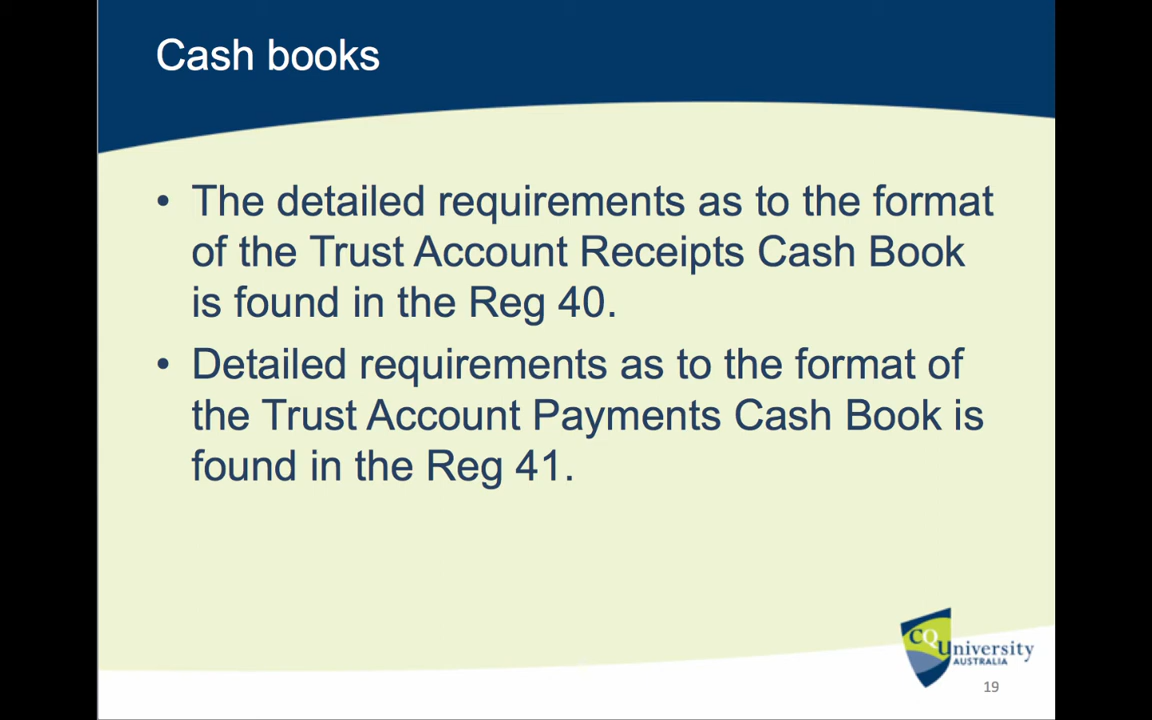 Cash books
• The detailed requirements as to the format
of the Trust Account Receipts Cash Book
is found in the Reg 40.
• Detailed requirements as to the format of
the Trust Account Payments Cash Book is
found in the Reg 41.
CQUniversity
AUSTRALIA
19